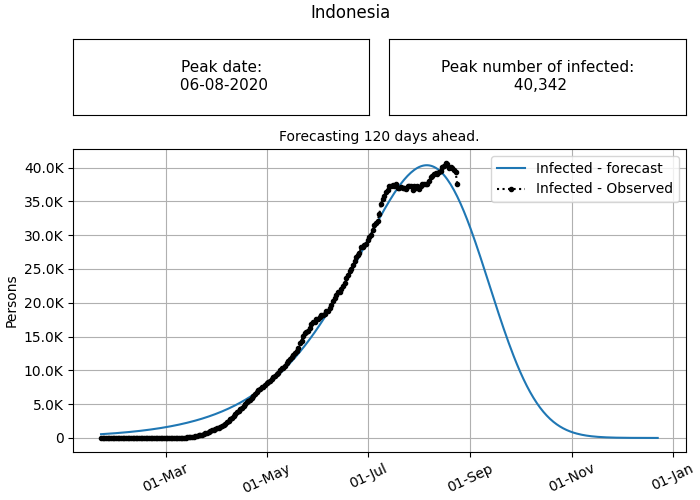 Indonesia
Peak date:
06-08-2020
Peak number of infected:
40,342
Forecasting 120 days ahead.
40.0K
35.0K
30.0K
25.0K
20.0K
15.0K
10.0K
5.0K
0
Persons
Infected - forecast
Infected - Observed
01-Mar
01-May
01-Jul
01-Sep
01-Nov
01-Jan